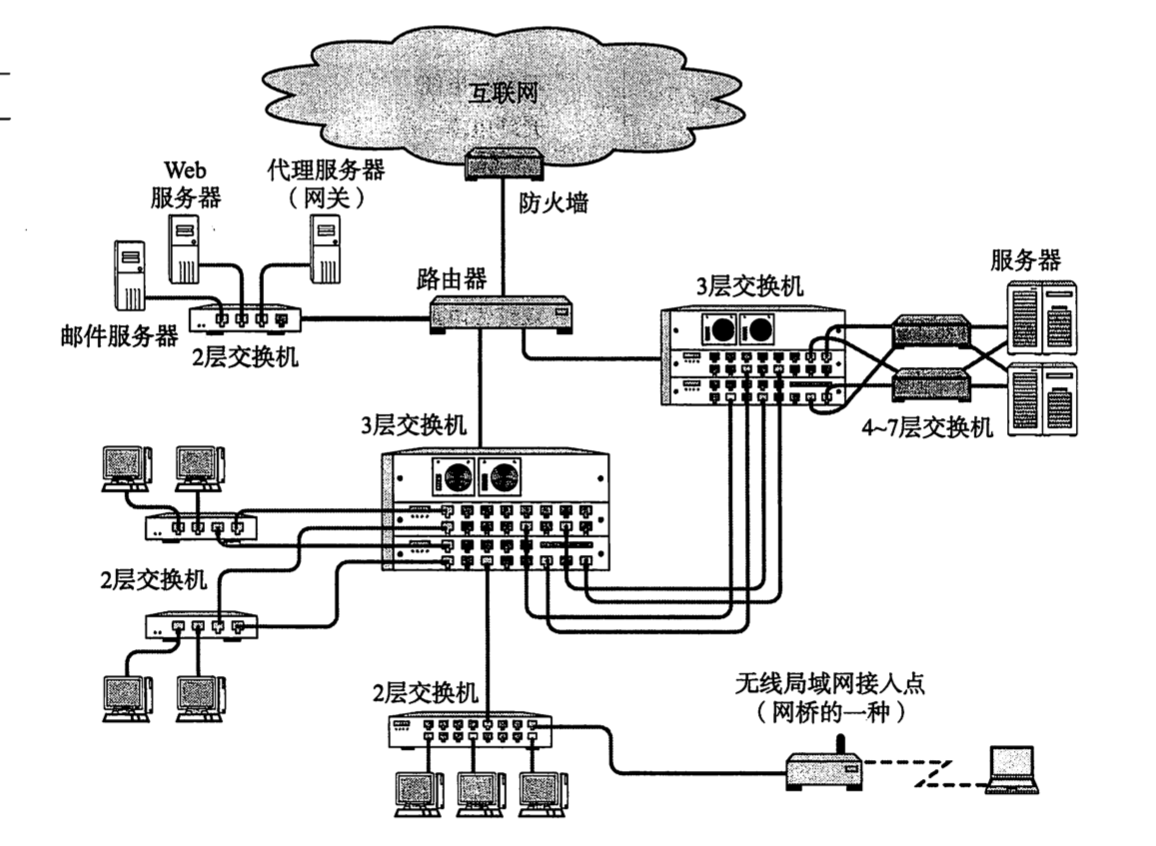 互联网
防火墙
Web
服务器
代理服务器
（网关）
邮件服务器
2层交换机
路由器
3层交换机
服务器
4~7层交换机
3层交换机
2层交换机
2层交换机
无线局域网接入点
（网桥的一种）